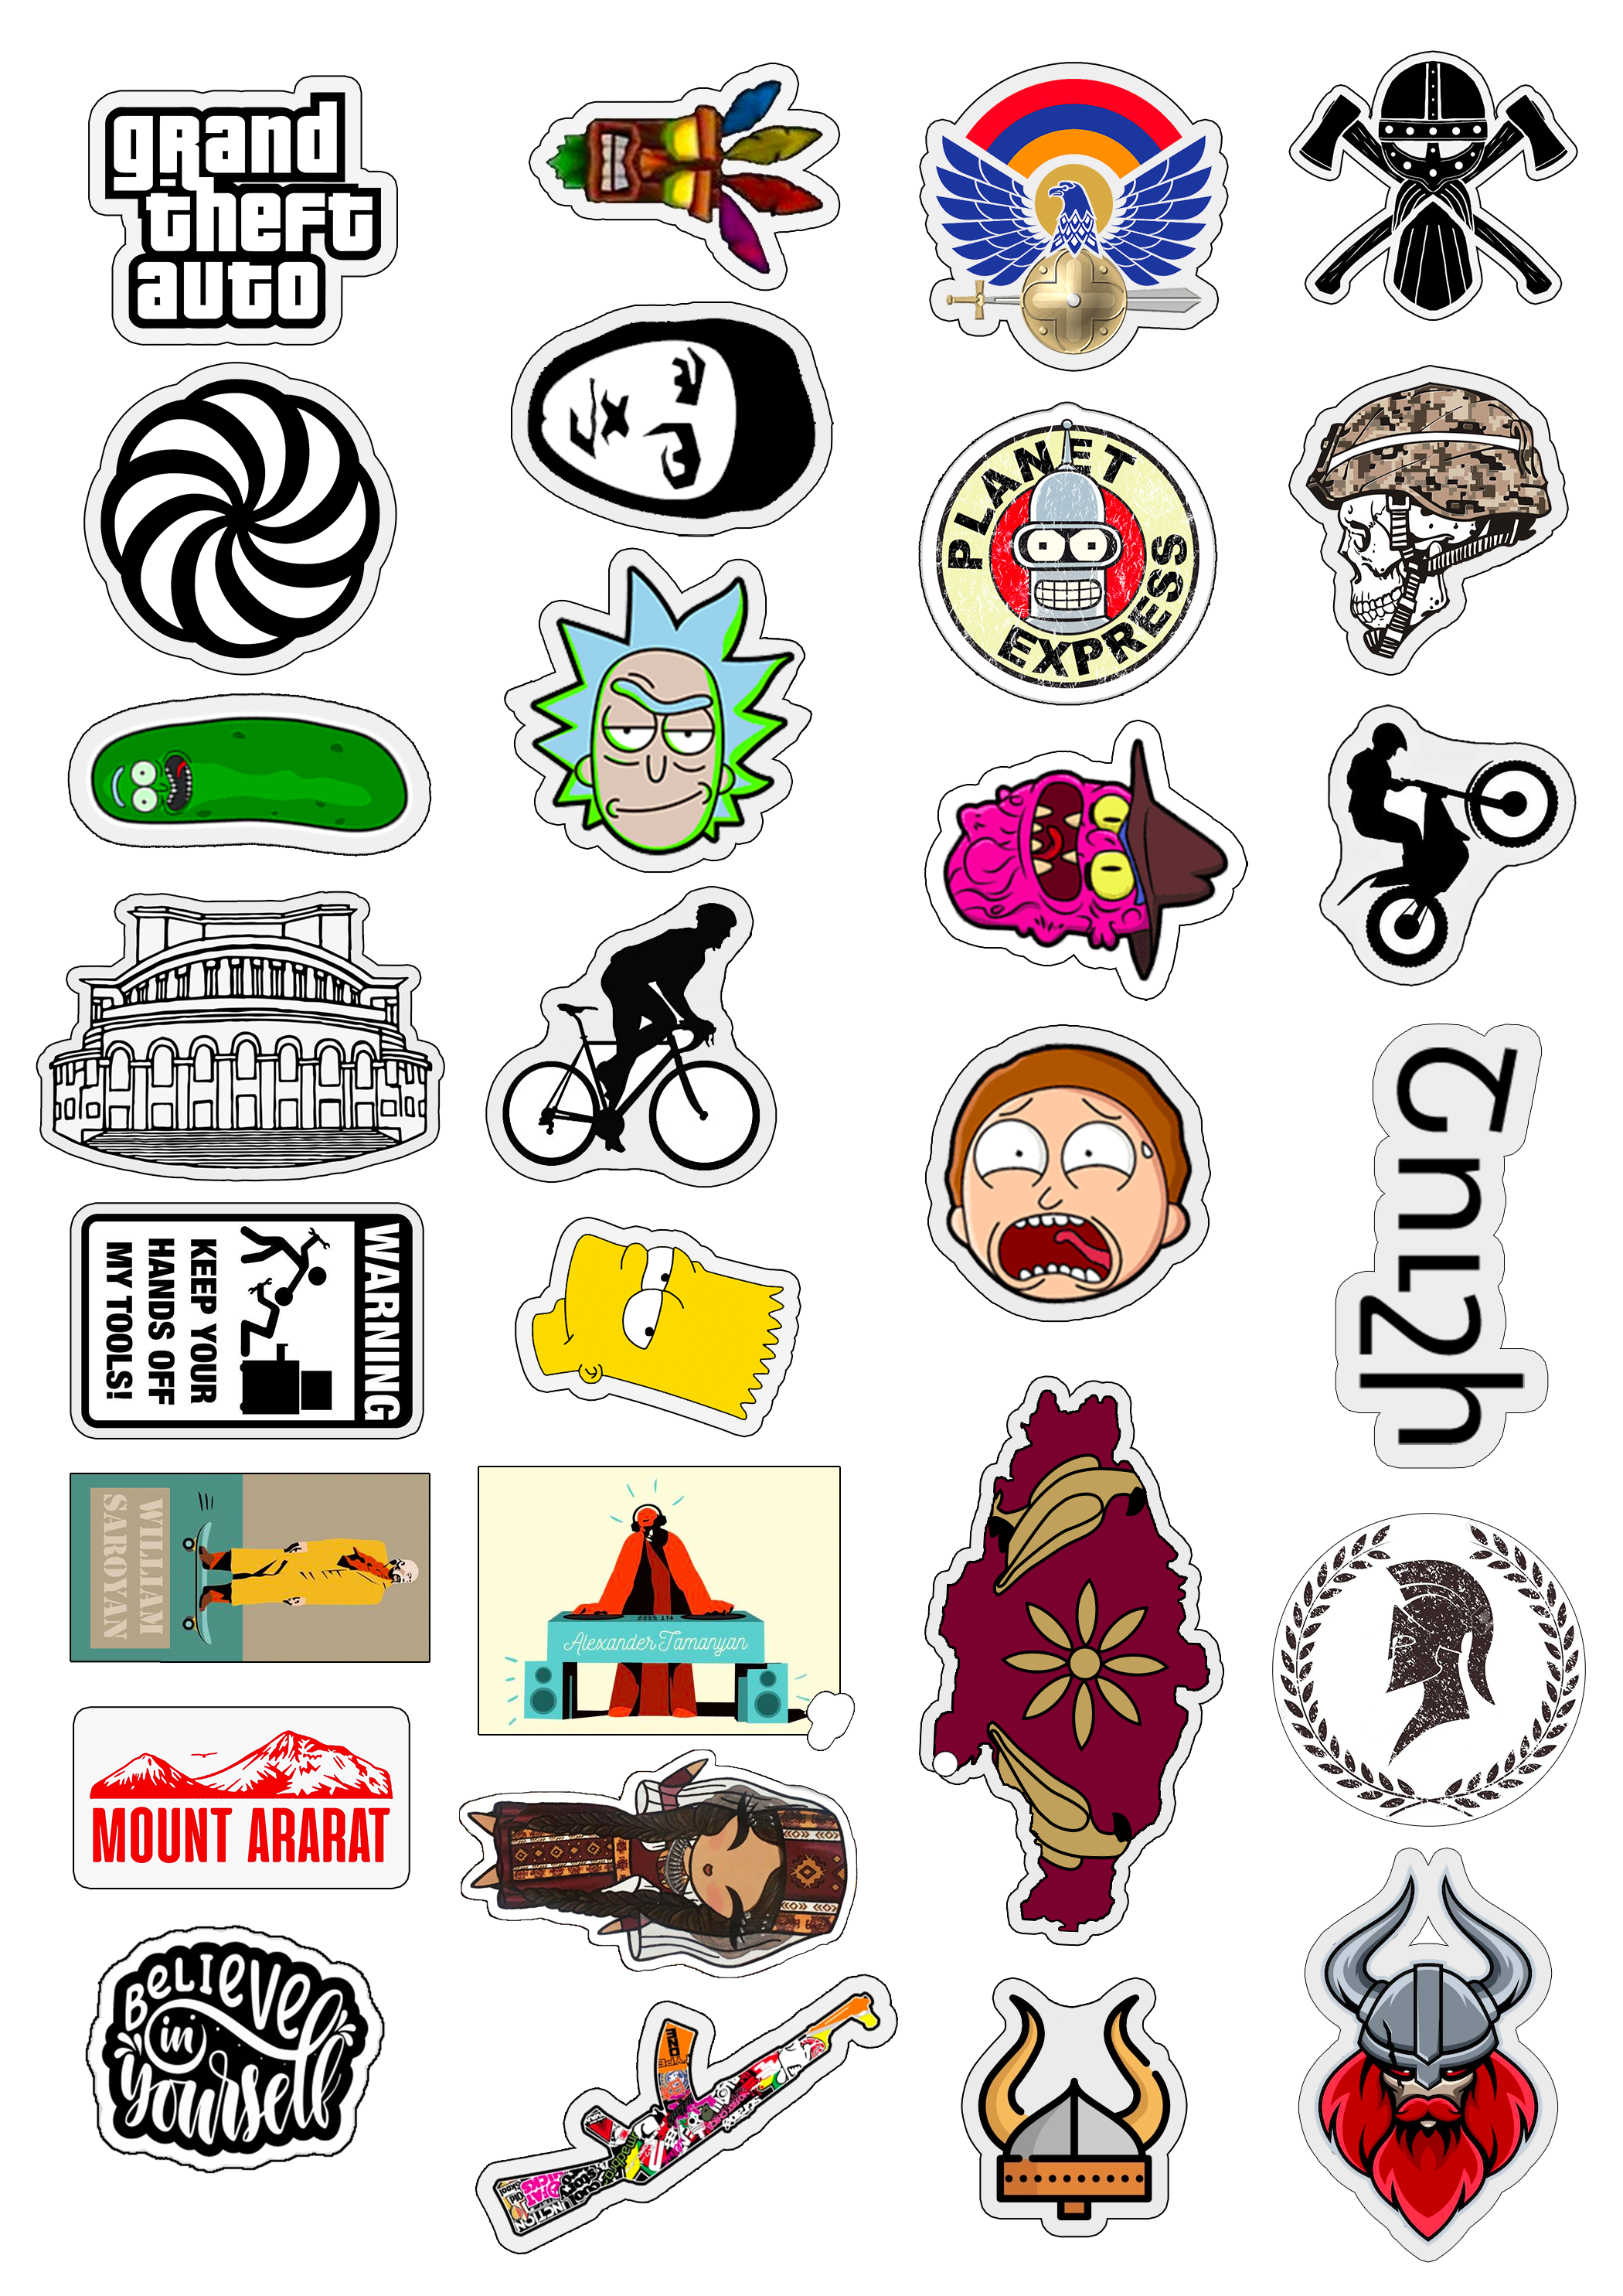 grand
theft
auto
WARNING
KEEP YOUR
HANDS OFF
MY TOOLS!
WILLIAM
SAROYAN
MOUNT ARARAT
BELIEVE
in
yourself
Alexander Tamanyan
PLANET
EXPRESS
Շուշի